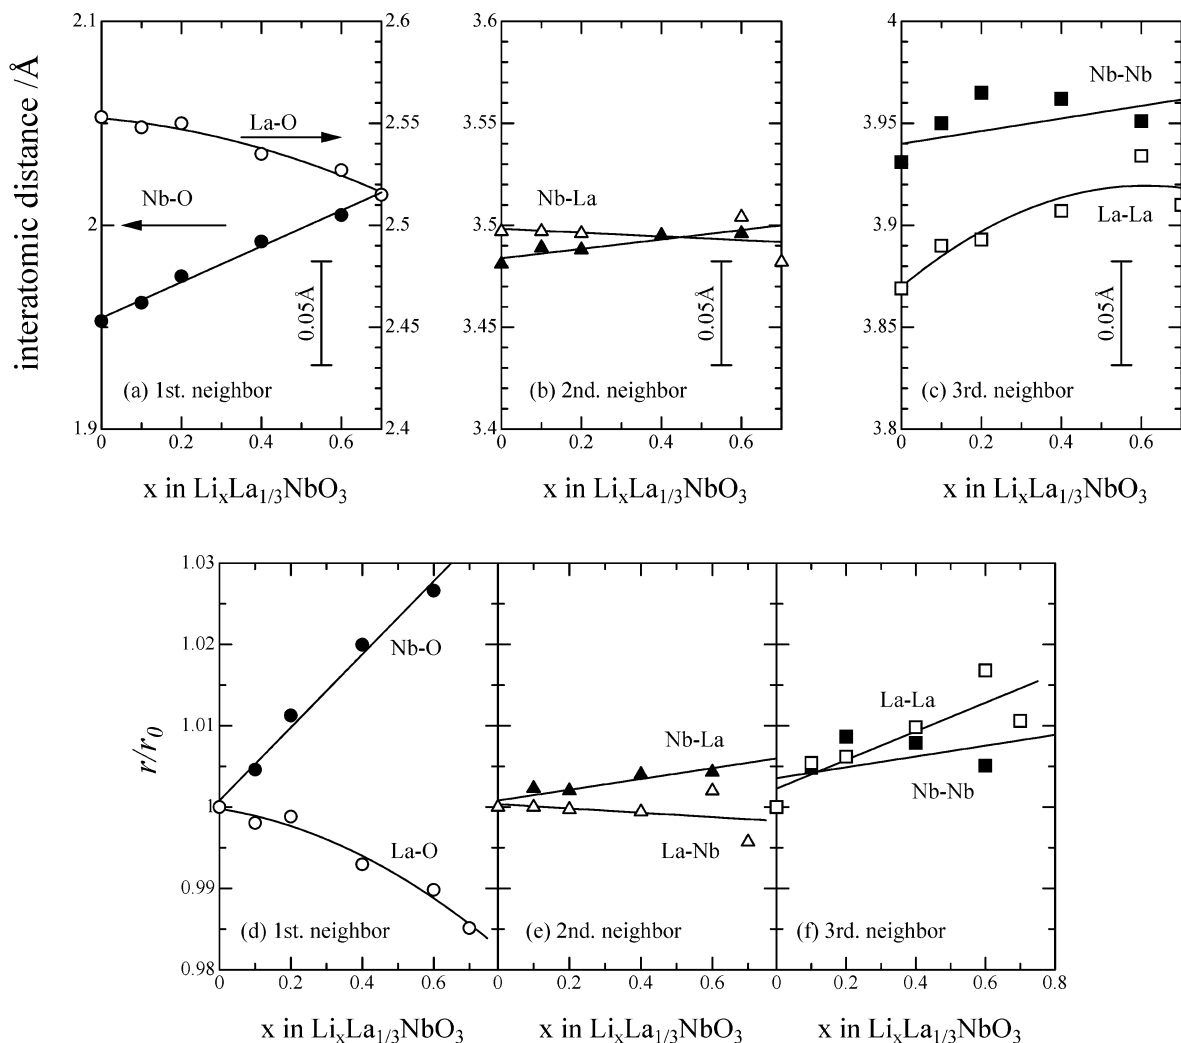 interatomic distance /Å
2.1
2
1.9
2.6
2.55
2.5
2.45
2.4
La-O
Nb-O
0.05Å
(a) 1st. neighbor
0 0.2 0.4 0.6
x in LiₓLa₁/₃NbO₃
3.6
3.55
3.5
3.45
3.4
Nb-La
0.05Å
(b) 2nd. neighbor
0 0.2 0.4 0.6
x in LiₓLa₁/₃NbO₃
4
3.95
3.9
3.85
3.8
Nb-Nb
La-La
0.05Å
(c) 3rd. neighbor
0 0.2 0.4 0.6
x in LiₓLa₁/₃NbO₃
r/r₀
1.03
1.02
1.01
1
0.99
0.98
Nb-O
La-O
(d) 1st. neighbor
0 0.2 0.4 0.6
x in LiₓLa₁/₃NbO₃
Nb-La
La-Nb
(e) 2nd. neighbor
0 0.2 0.4 0.6
x in LiₓLa₁/₃NbO₃
La-La
Nb-Nb
(f) 3rd. neighbor
0 0.2 0.4 0.6 0.8
x in LiₓLa₁/₃NbO₃